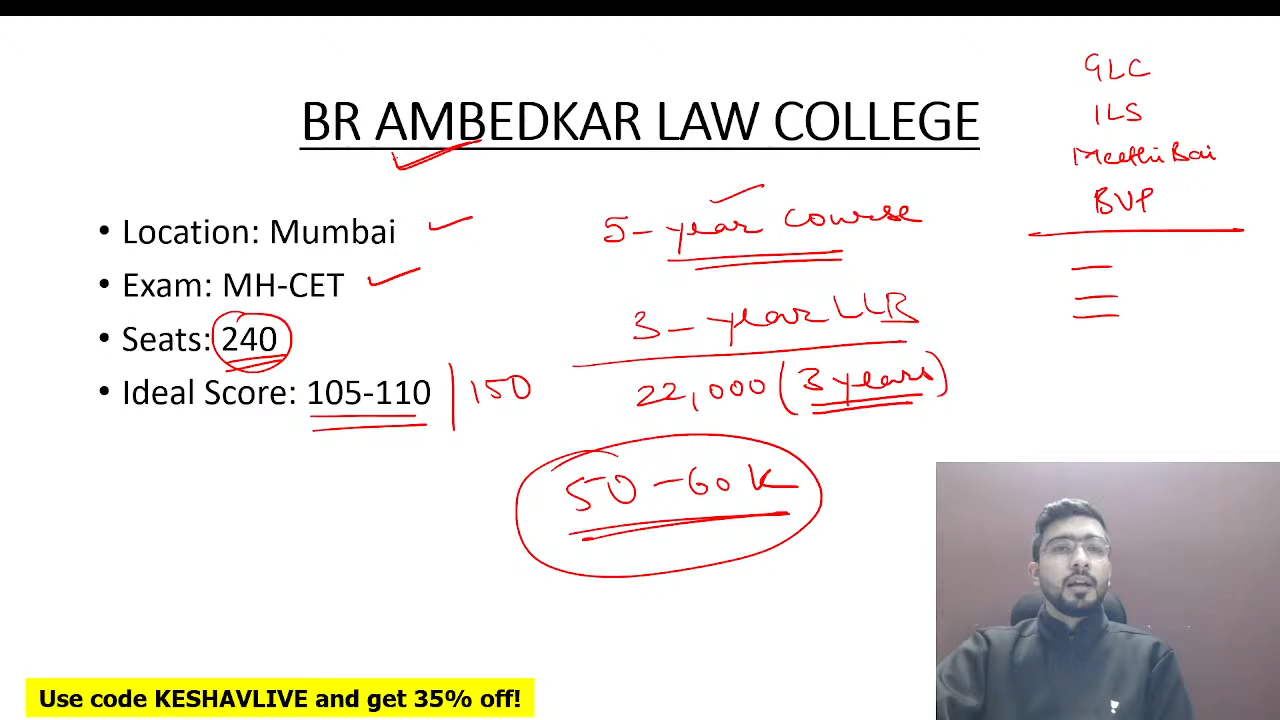 BR AMBEDKAR LAW COLLEGE
• Location: Mumbai
• Exam: MH-CET
• Seats: 240
• Ideal Score: 105-110 | 150
5-year course
3-year LLB
22,000 (3 years)
50-60 K
GLC
ILS
Meethi Bai
BVP
Use code KESHAVLIVE and get 35% off!